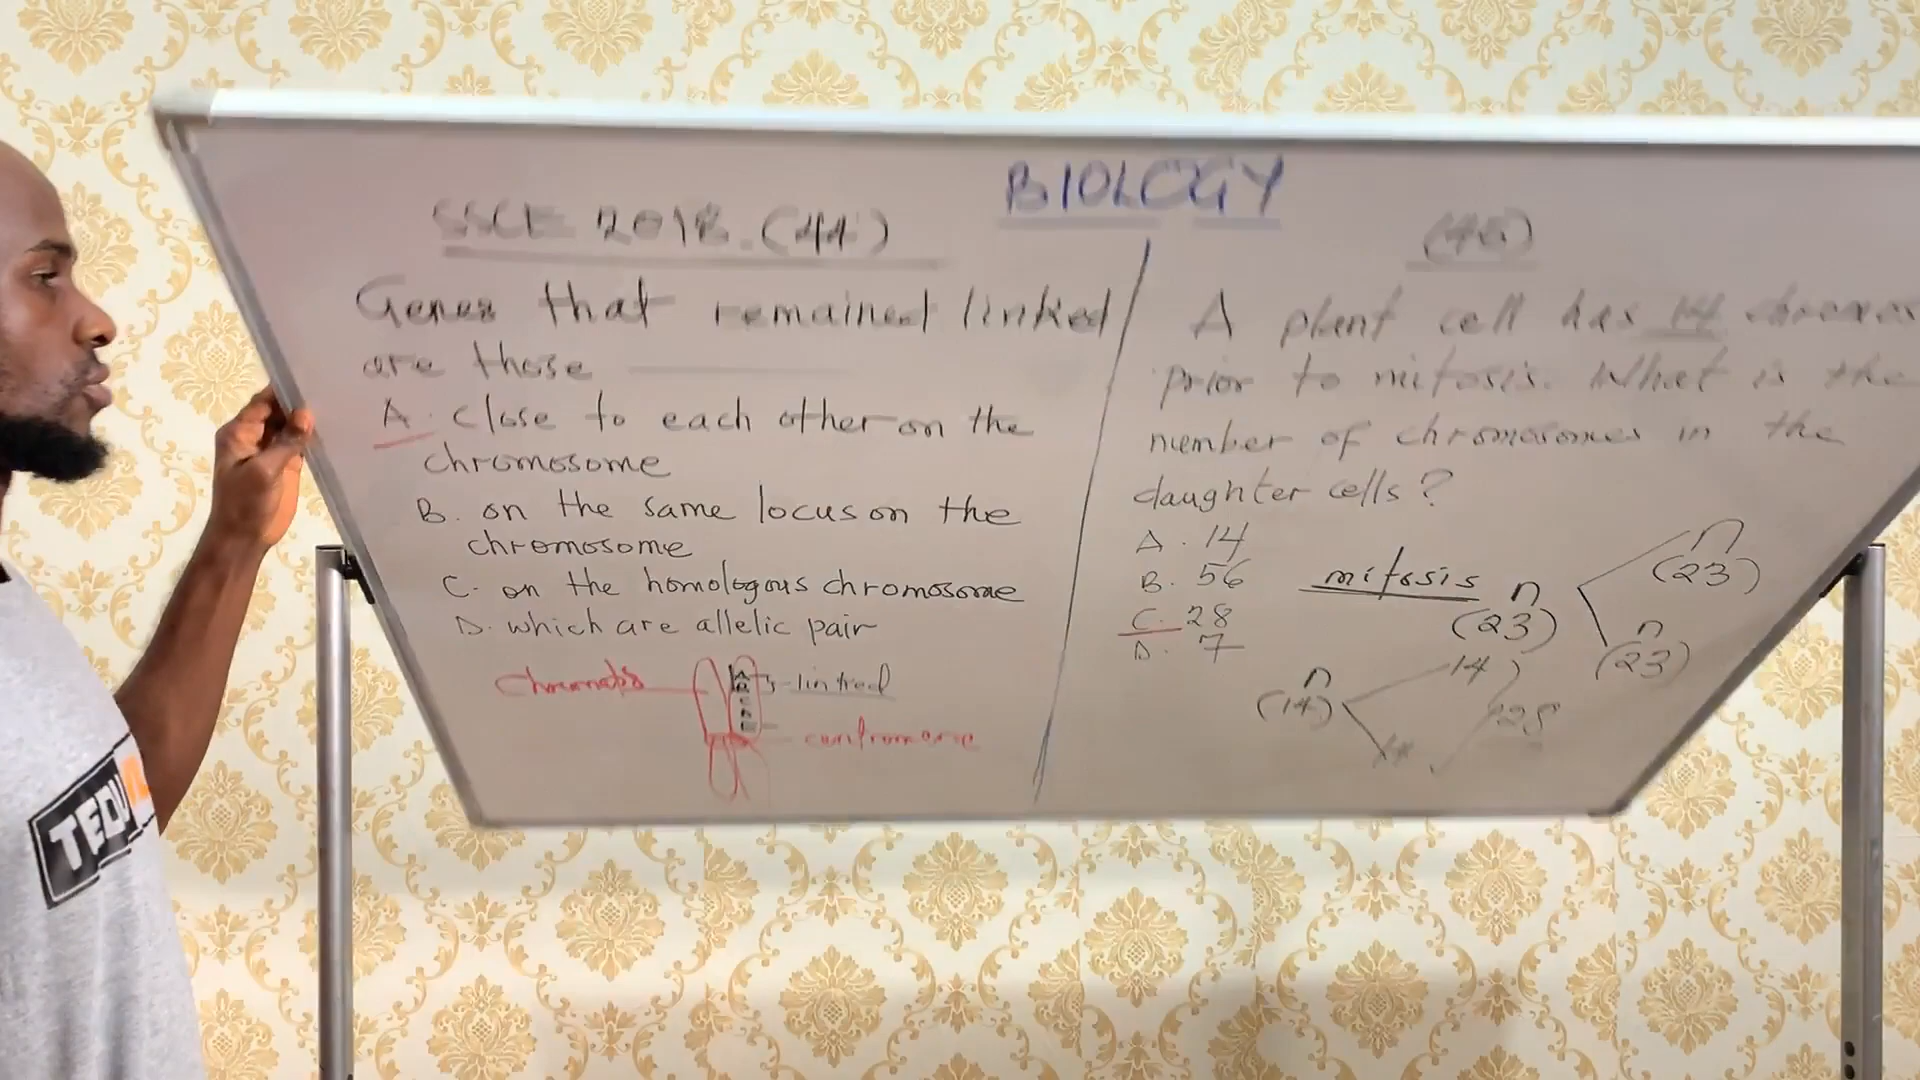 BIOLOGY
SSCE 2018. (44)
Genes that remained linked
are those
A. close to each other on the
chromosome
B. on the same locus on the
chromosome
C. on the homologous chromosome
D. which are allelic pair
linked
A plant cell has 14
prior to mitosis. What is the
number of chromosomes in the
daughter cells?
A. 14
B. 56
C. 28
D. 7
mitosis
n
(23)
n
(23)
n
(23)
n
(14)
14
28